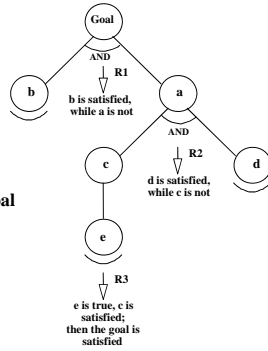 Goal
AND
R1
b
a
b is satisfied,
while a is not
AND
c
R2
d
d is satisfied,
while c is not
al
e
R3
e is true, c is
satisfied;
then the goal is
satisfied